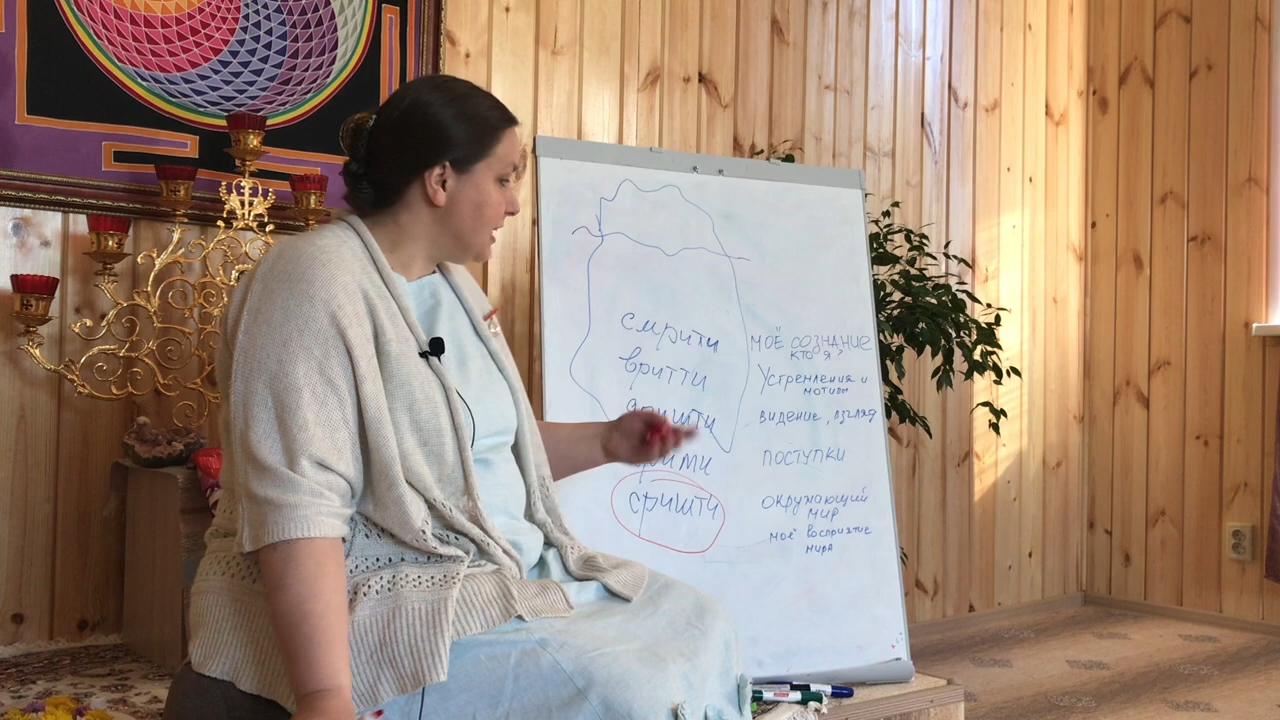 смрити моё сознание
кто я?
вритти Устремления и
мотивы
видение, взгляд
поступки
сришти окружающий
мир
моё восприятие
мира